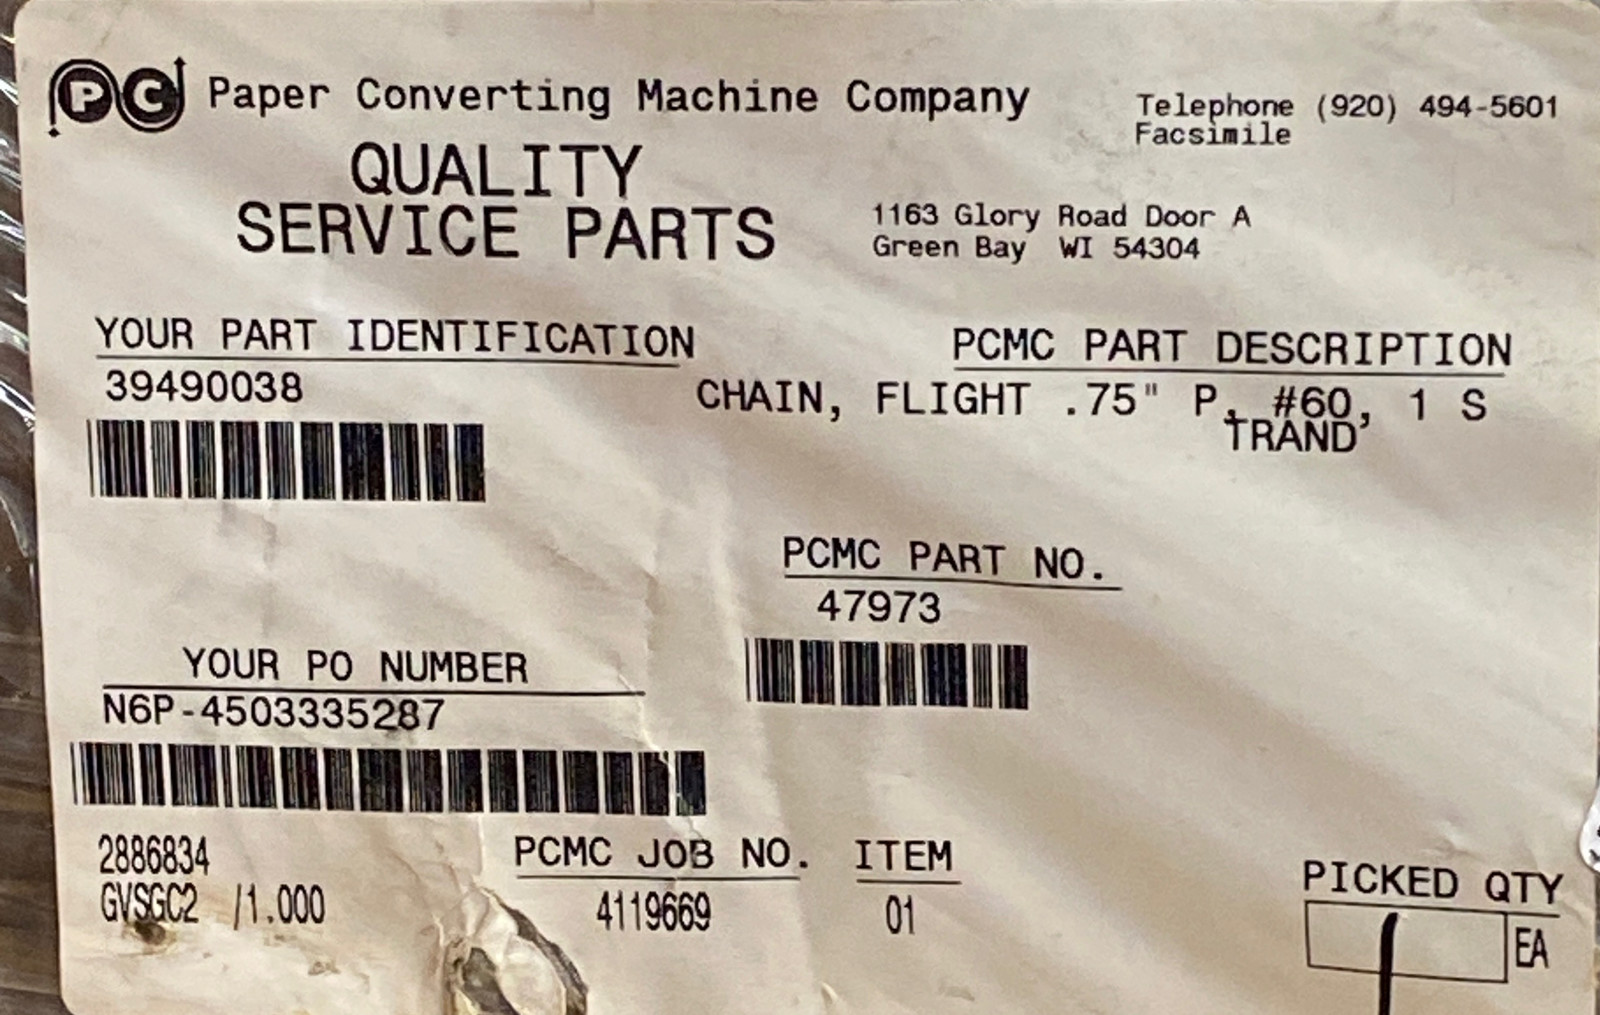 PC Paper Converting Machine Company
Telephone (920) 494-5601
Facsimile
QUALITY
SERVICE PARTS
1163 Glory Road Door A
Green Bay WI 54304
YOUR PART IDENTIFICATION
39490038
PCMC PART DESCRIPTION
CHAIN, FLIGHT .75" P, #60, 1 S
TRAND
PCMC PART NO.
47973
YOUR PO NUMBER
N6P-4503335287
2886834
GVSGC2 /1.000
PCMC JOB NO.
4119669
ITEM
01
PICKED QTY
1 EA